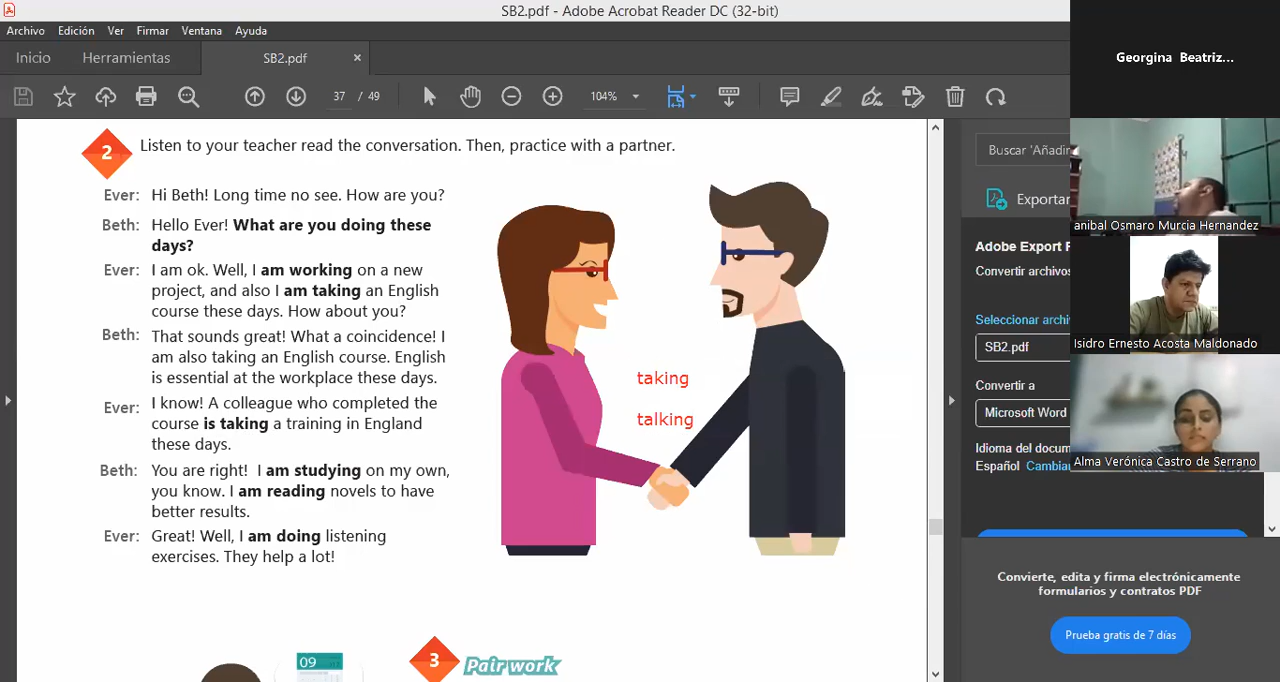 SB2.pdf - Adobe Acrobat Reader DC (32-bit)
Archivo Edición Ver Firmar Ventana Ayuda
Inicio Herramientas SB2.pdf ×
37 / 49 104%
2 Listen to your teacher read the conversation. Then, practice with a partner.
Ever: Hi Beth! Long time no see. How are you?
Beth: Hello Ever! What are you doing these
days?
Ever: I am ok. Well, I am working on a new
project, and also I am taking an English
course these days. How about you?
Beth: That sounds great! What a coincidence! I
am also taking an English course. English
is essential at the workplace these days.
Ever: I know! A colleague who completed the
course is taking a training in England
these days.
Beth: You are right! I am studying on my own,
you know. I am reading novels to have
better results.
Ever: Great! Well, I am doing listening
exercises. They help a lot!
taking
talking
09
3 Pair work
Buscar 'Añadir
Exportar
Adobe Export P
Convertir archivos
Seleccionar archi
SB2.pdf
Convertir a
Microsoft Word
Idioma del docum
Español Cambiar
Convierte, edita y firma electrónicamente
formularios y contratos PDF
Prueba gratis de 7 días
Georgina Beatriz...
anibal Osmaro Murcia Hernandez
Isidro Ernesto Acosta Maldonado
Alma Verónica Castro de Serrano